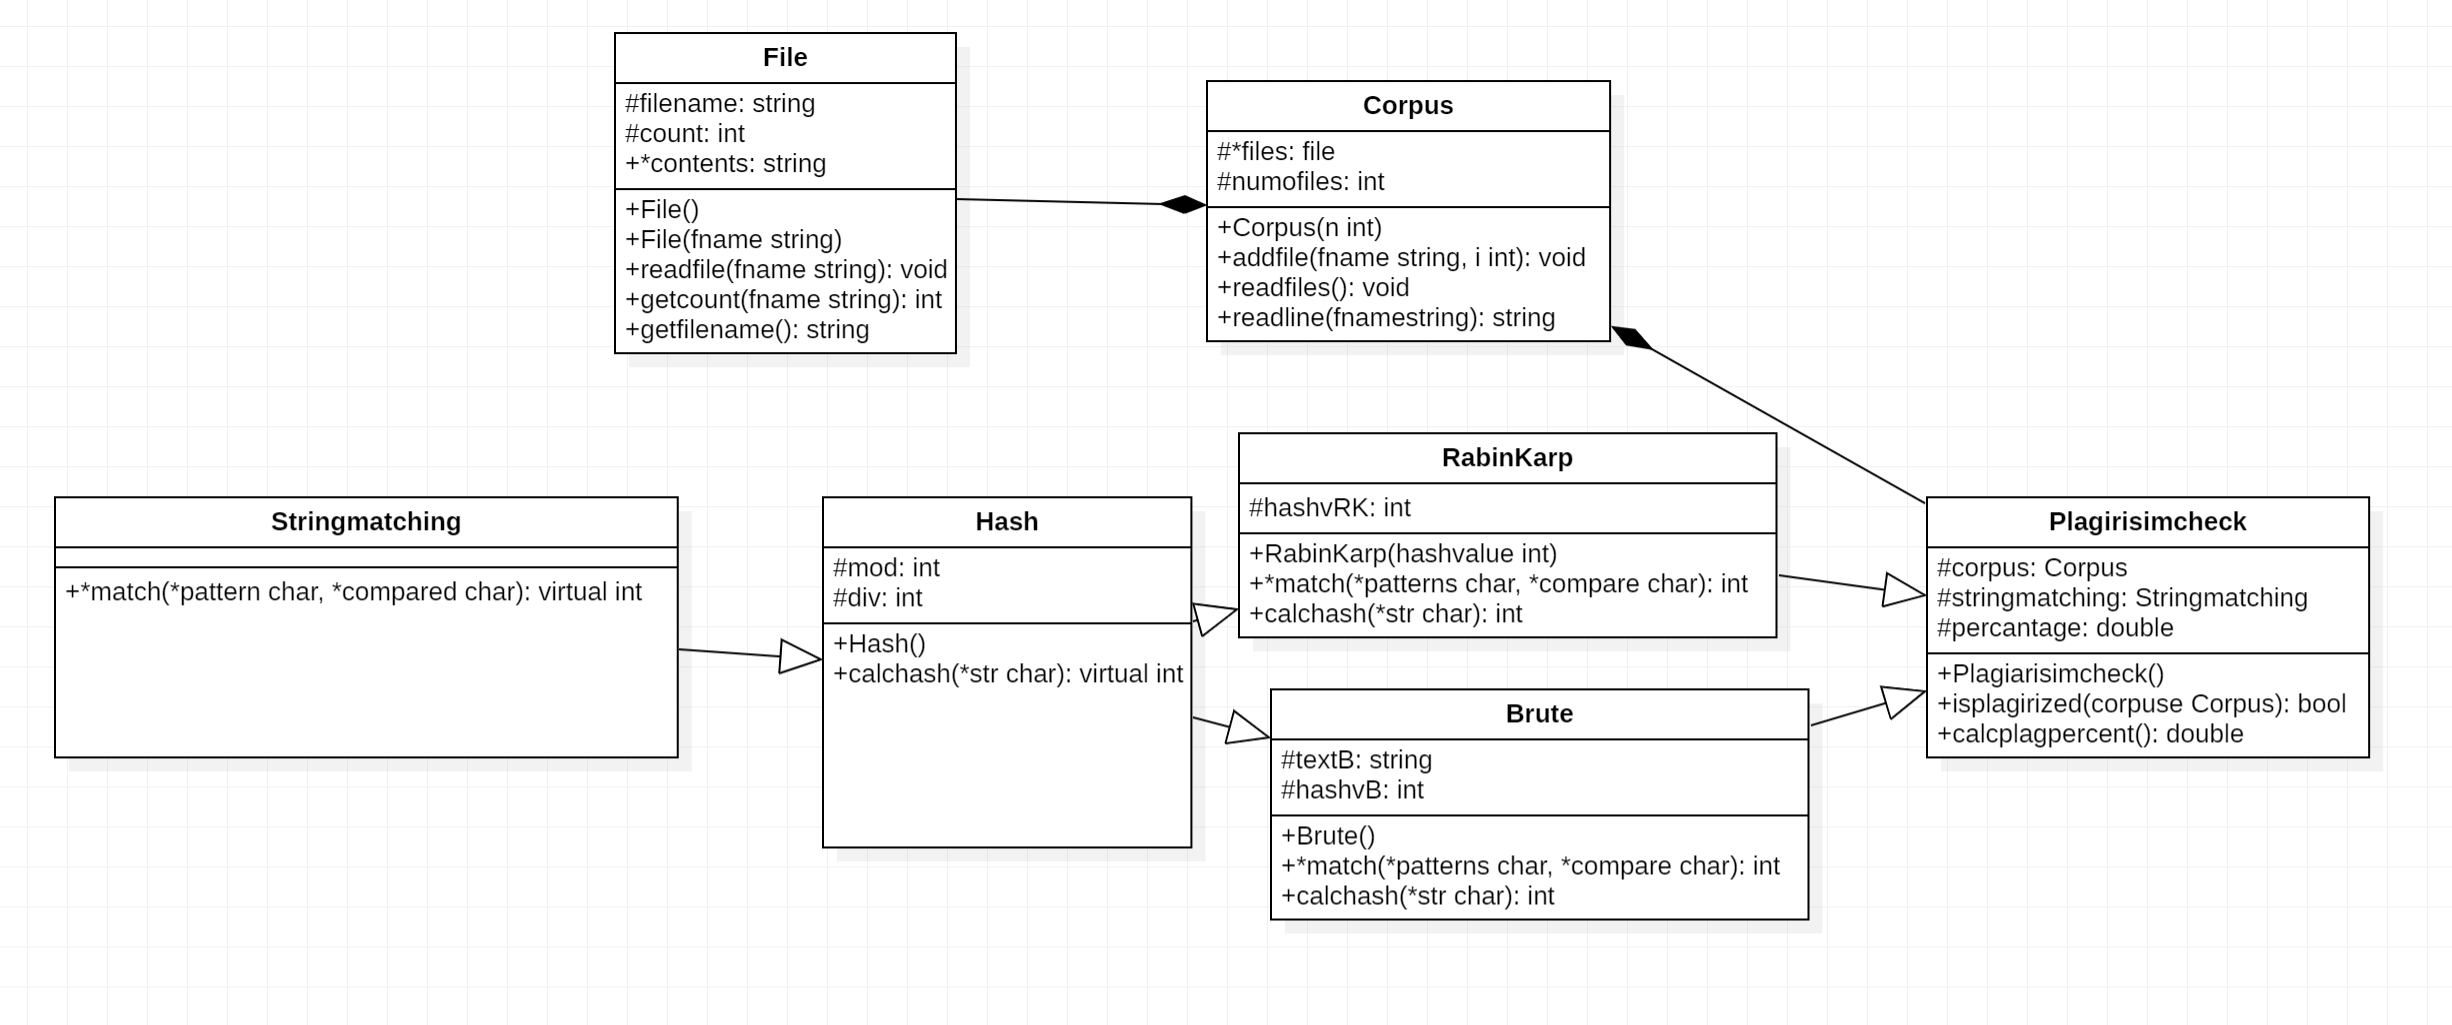 File
#filename: string
#count: int
+*contents: string
+File()
+File(fname string)
+readfile(fname string): void
+getcount(fname string): int
+getfilename(): string
Corpus
#*files: file
#numofiles: int
+Corpus(n int)
+addfile(fname string, i int): void
+readfiles(): void
+readline(fnamestring): string
Stringmatching
+*match(*pattern char, *compared char): virtual int
Hash
#mod: int
#div: int
+Hash()
+calchash(*str char): virtual int
RabinKarp
#hashvRK: int
+RabinKarp(hashvalue int)
+*match(*patterns char, *compare char): int
+calchash(*str char): int
Brute
#textB: string
#hashvB: int
+Brute()
+*match(*patterns char, *compare char): int
+calchash(*str char): int
Plagirisimcheck
#corpus: Corpus
#stringmatching: Stringmatching
#percantage: double
+Plagiarisimcheck()
+isplagirized(corpuse Corpus): bool
+calcplagpercent(): double